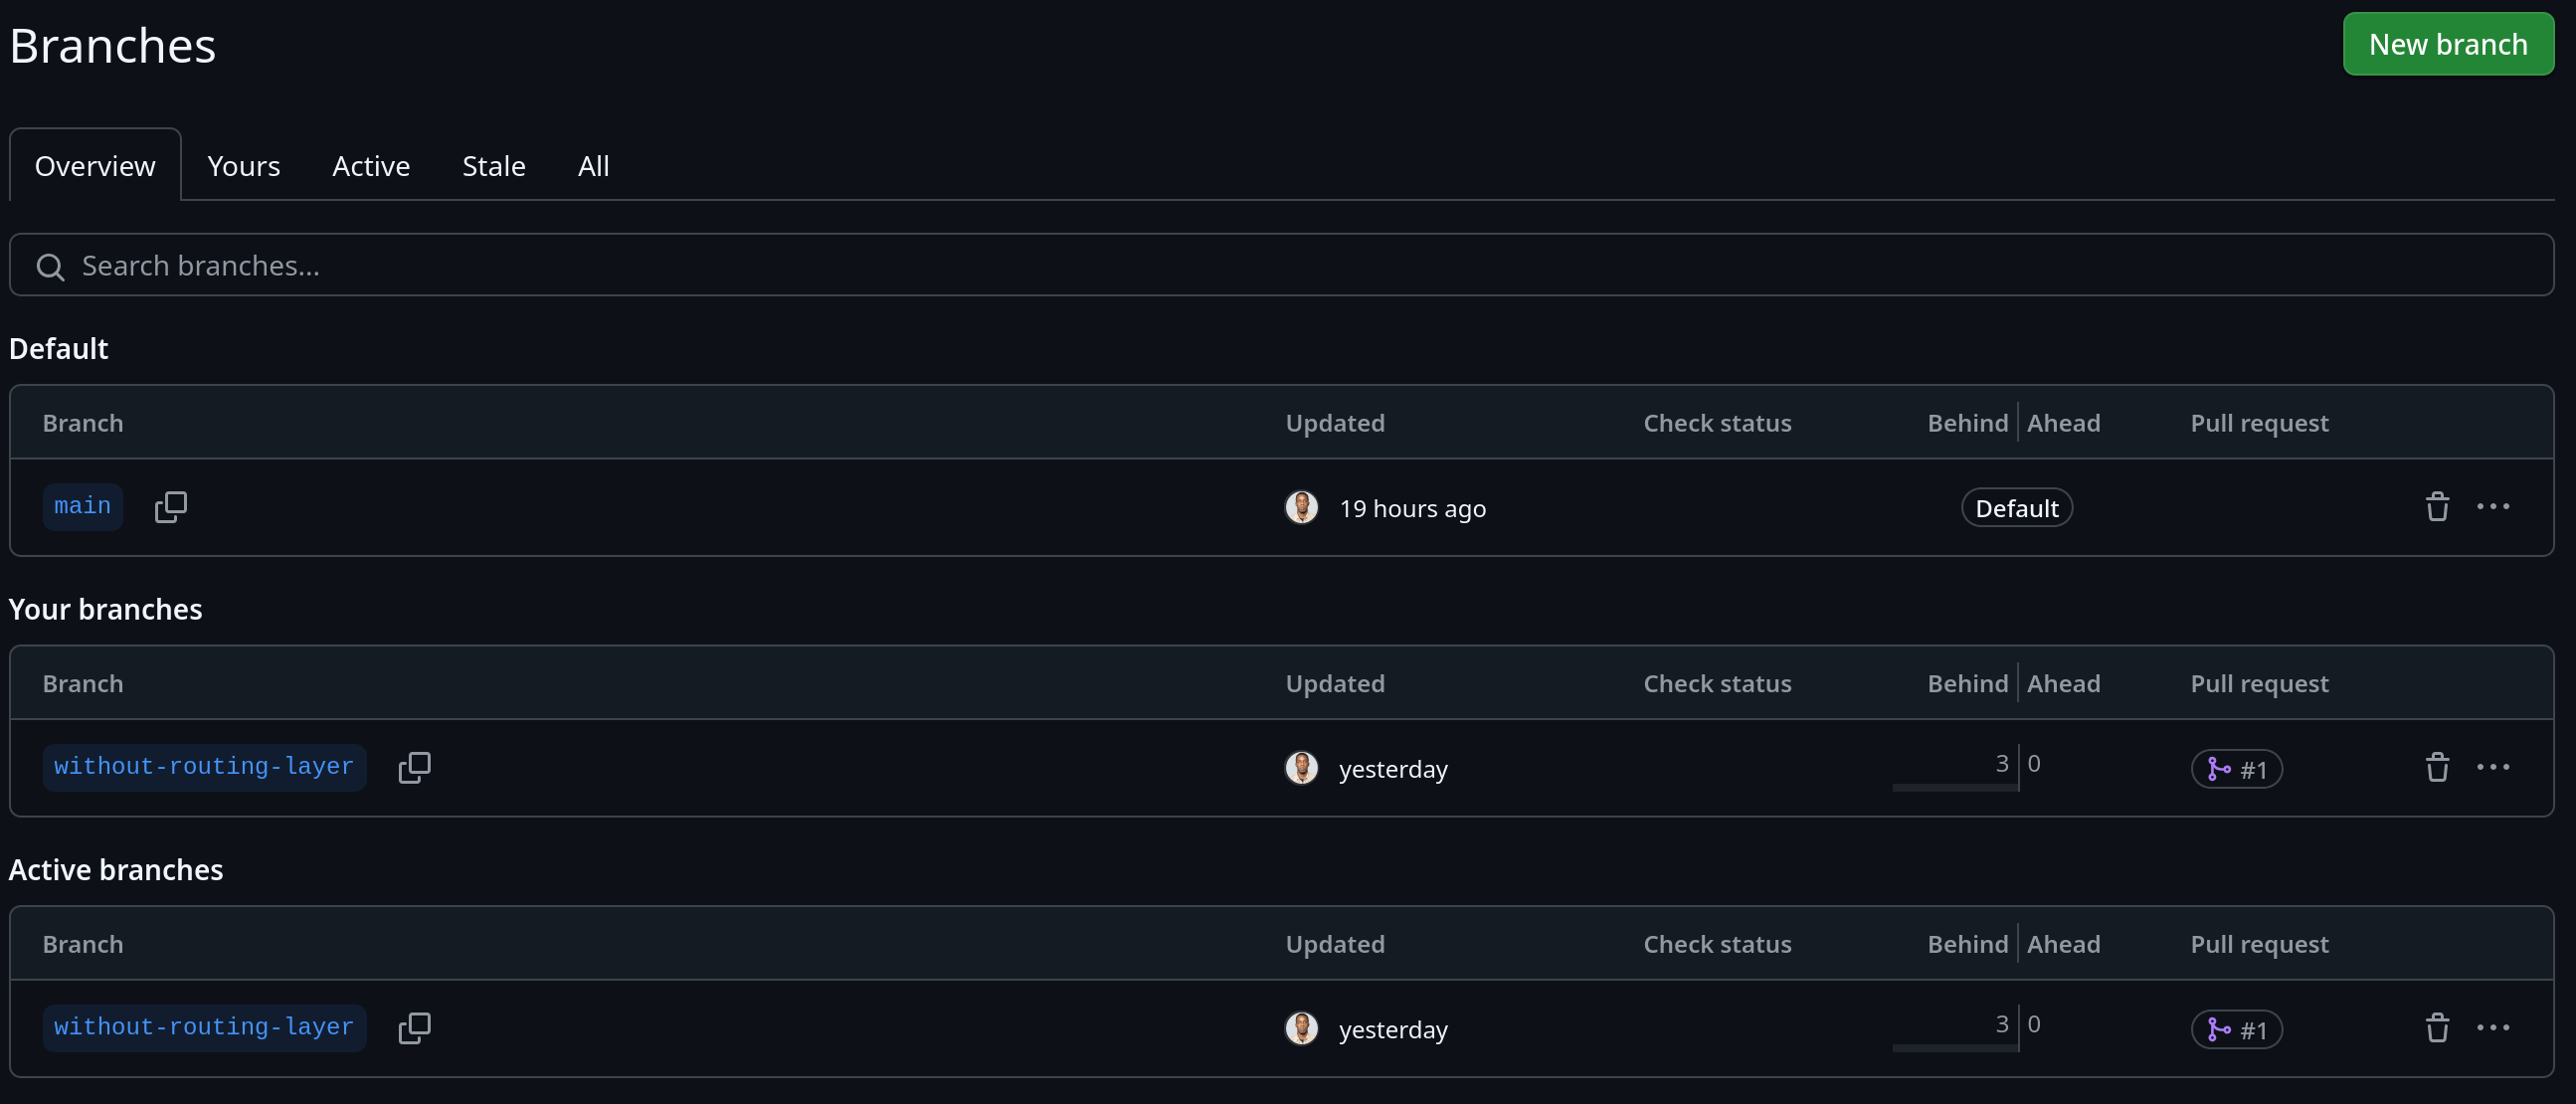 Branches
New branch
Overview Yours Active Stale All
Search branches...
Default
Branch Updated Check status Behind Ahead Pull request
main 19 hours ago Default
Your branches
Branch Updated Check status Behind Ahead Pull request
without-routing-layer yesterday 3 0 #1
Active branches
Branch Updated Check status Behind Ahead Pull request
without-routing-layer yesterday 3 0 #1